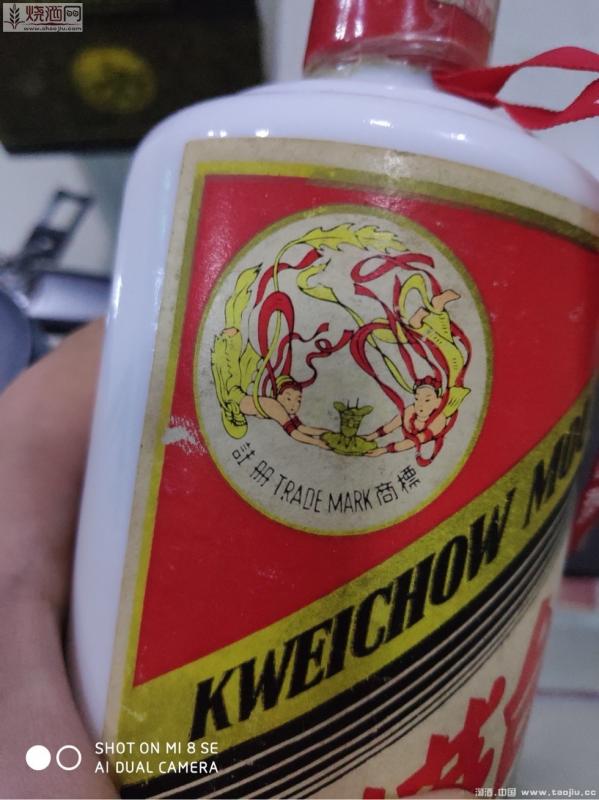 烧酒网
www.shaojiu.com
註册 TRADE MARK 商標
KWEICHOW MOU
SHOT ON MI 8 SE
AI DUAL CAMERA
淘酒.中国 www.taojiu.cc